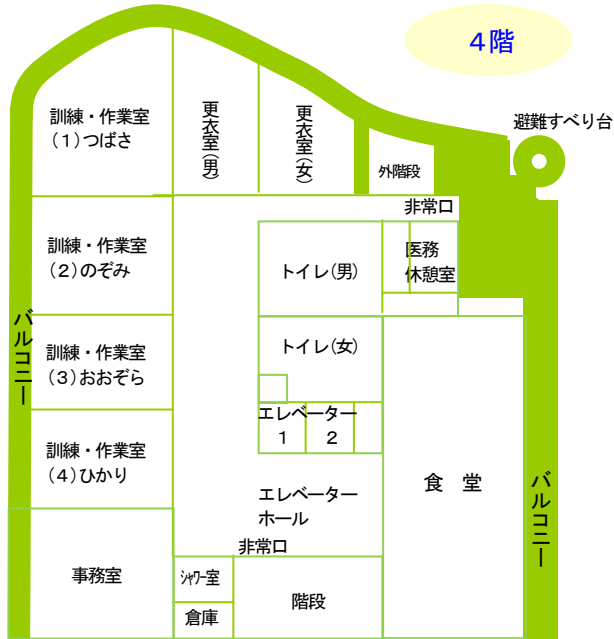 4階
避難すべり台
訓練・作業室
(1)つばさ
更衣室(男)
更衣室(女)
外階段
非常口
訓練・作業室
(2)のぞみ
トイレ(男)
医務
休憩室
バルコニー
訓練・作業室
(3)おおぞら
トイレ(女)
エレベーター
1 2
訓練・作業室
(4)ひかり
食 堂
バルコニー
エレベーター
ホール
非常口
事務室
シャワー室
階段
倉庫